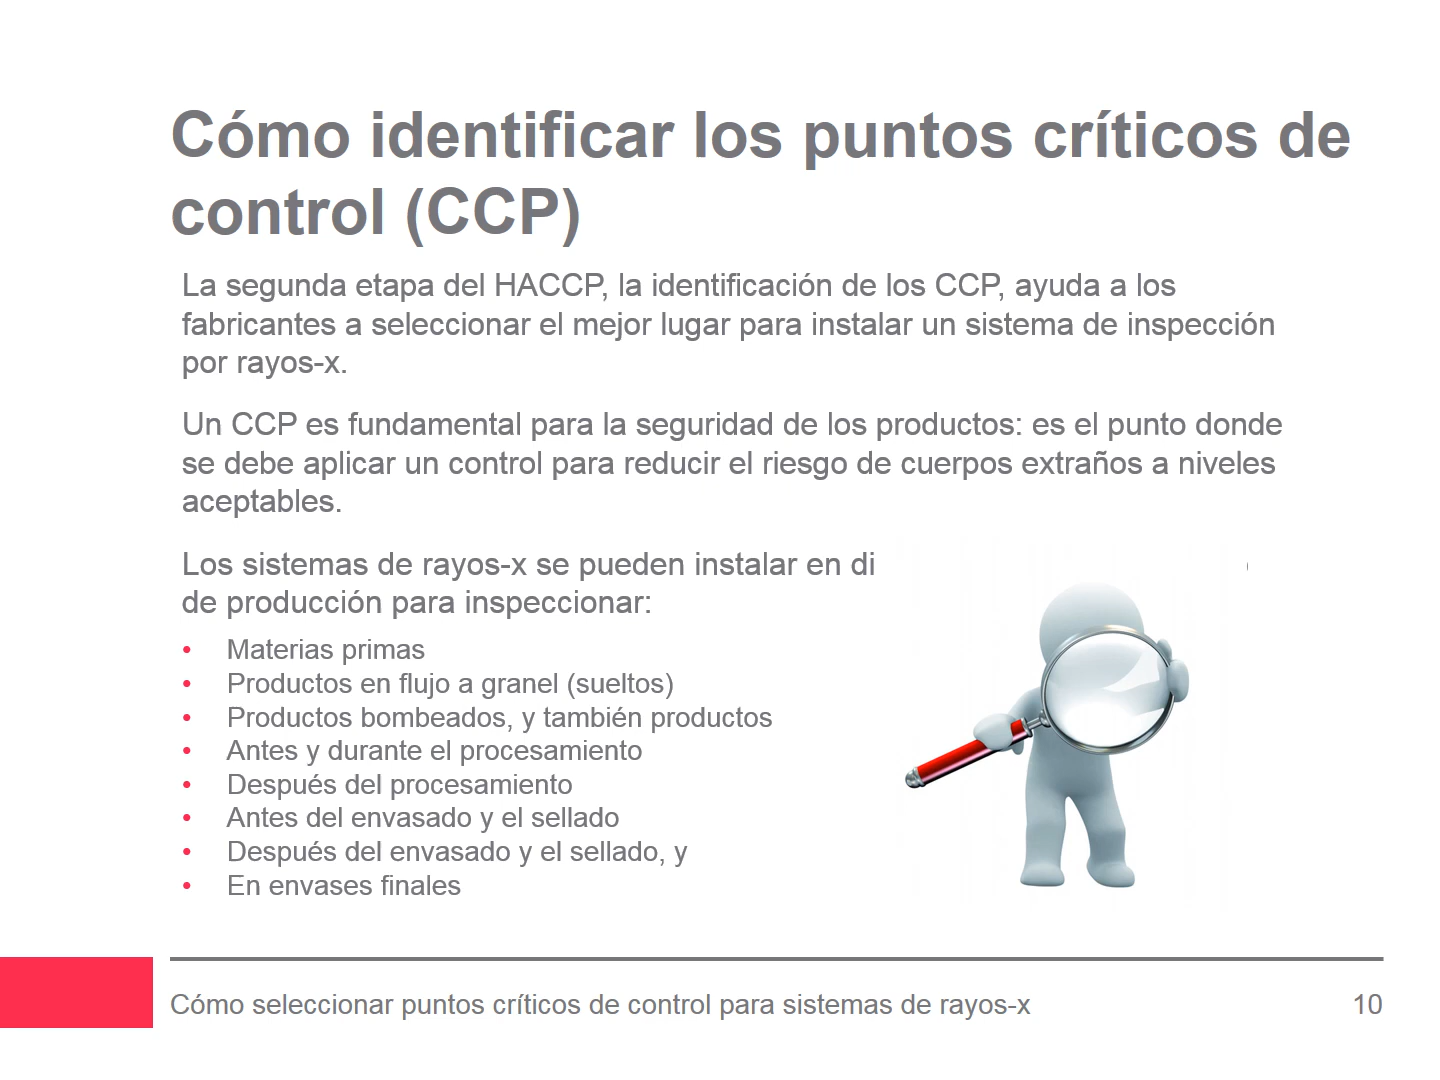 Cómo identificar los puntos críticos de
control (CCP)
La segunda etapa del HACCP, la identificación de los CCP, ayuda a los
fabricantes a seleccionar el mejor lugar para instalar un sistema de inspección
por rayos-x.
Un CCP es fundamental para la seguridad de los productos: es el punto donde
se debe aplicar un control para reducir el riesgo de cuerpos extraños a niveles
aceptables.
Los sistemas de rayos-x se pueden instalar en di
de producción para inspeccionar:
• Materias primas
• Productos en flujo a granel (sueltos)
• Productos bombeados, y también productos
• Antes y durante el procesamiento
• Después del procesamiento
• Antes del envasado y el sellado
• Después del envasado y el sellado, y
• En envases finales
Cómo seleccionar puntos críticos de control para sistemas de rayos-x
10